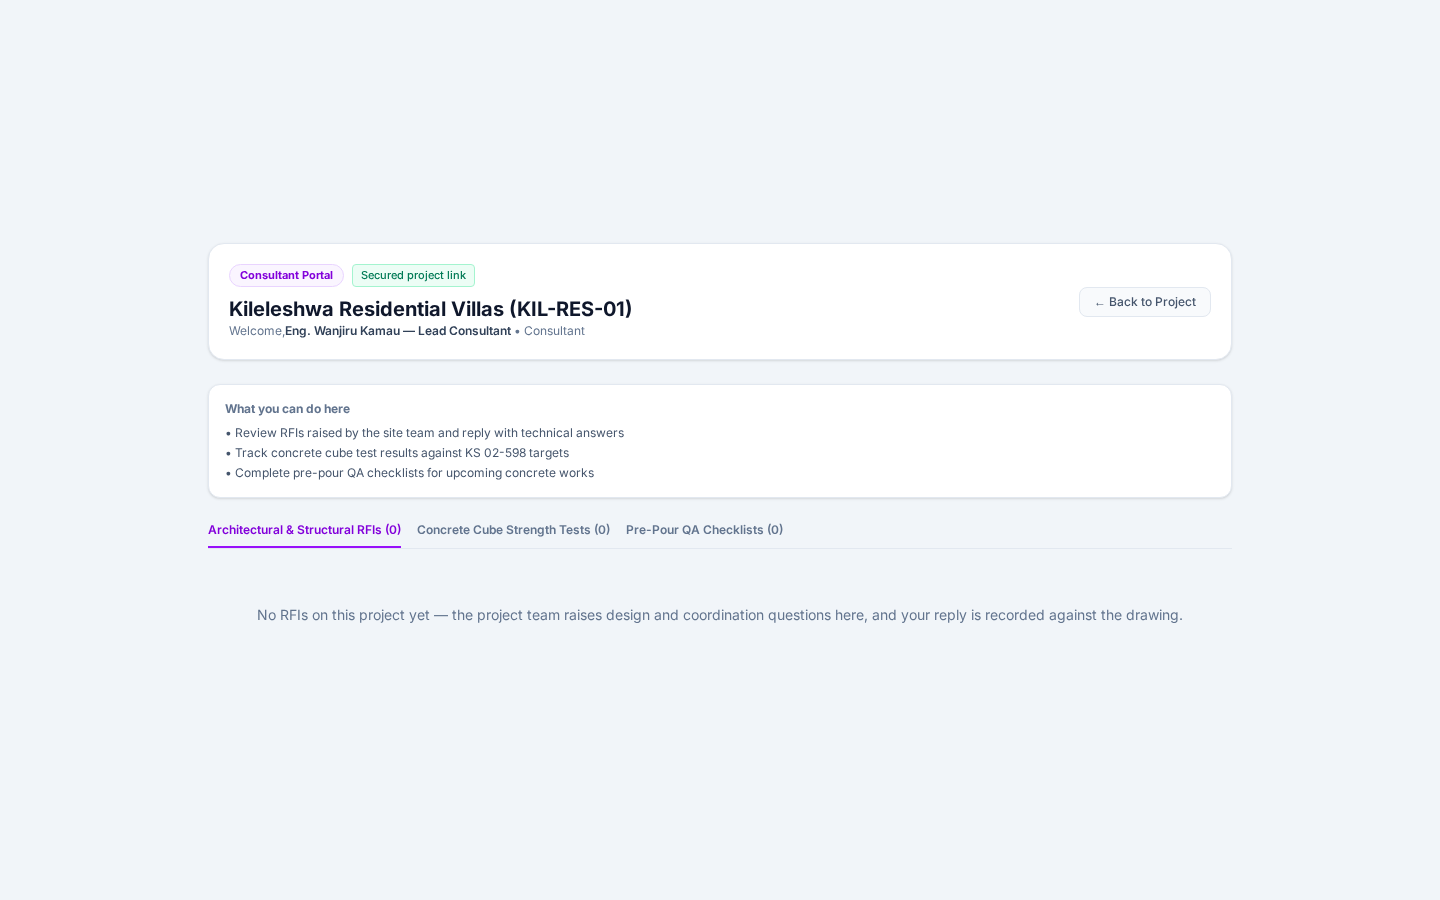 Consultant Portal
Secured project link
Kileleshwa Residential Villas (KIL-RES-01)
Welcome,Eng. Wanjiru Kamau — Lead Consultant • Consultant
← Back to Project
What you can do here
• Review RFIs raised by the site team and reply with technical answers
• Track concrete cube test results against KS 02-598 targets
• Complete pre-pour QA checklists for upcoming concrete works
Architectural & Structural RFIs (0)
Concrete Cube Strength Tests (0)
Pre-Pour QA Checklists (0)
No RFIs on this project yet — the project team raises design and coordination questions here, and your reply is recorded against the drawing.